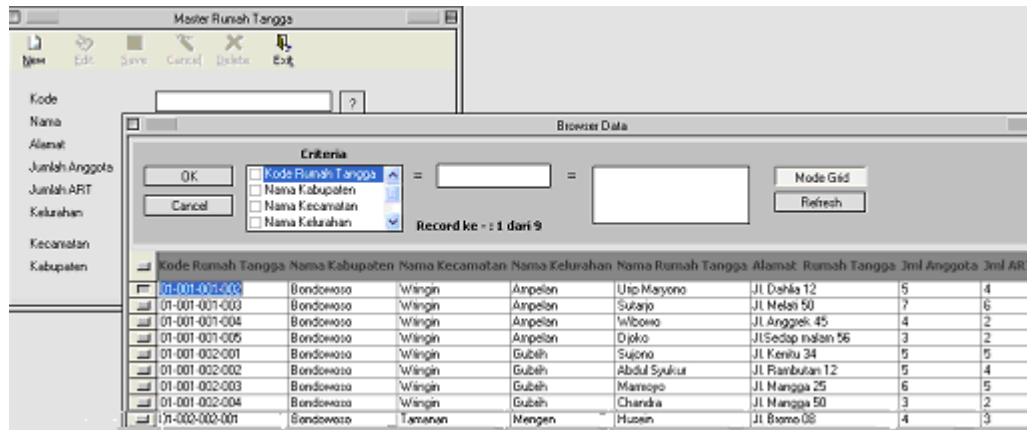 Master Rumah Tangga
New Edit Save Cancel Delete Exit
Kode ?
Nama
Alamat
Jumlah Anggota
Jumlah ART
Kelurahan
Kecamatan
Kabupaten
Browser Data
Criteria
OK
Cancel
Kode Rumah Tangga
Nama Kabupaten
Nama Kecamatan
Nama Kelurahan
= =
Record ke - : 1 dari 9
Mode Grid
Refresh
Kode Rumah Tangga Nama Kabupaten Nama Kecamatan Nama Kelurahan Nama Rumah Tangga Alamat Rumah Tangga Jml Anggota Jml ART
01-001-001-002 Bondowoso Wringin Ampelan Urip Maryono Jl. Dahlia 12 5 4
01-001-001-003 Bondowoso Wringin Ampelan Sutarjo Jl. Melati 50 7 6
01-001-001-004 Bondowoso Wringin Ampelan Wibowo Jl. Anggrek 45 4 2
01-001-001-005 Bondowoso Wringin Ampelan Djoko Jl.Sedap malam 56 3 2
01-001-002-001 Bondowoso Wringin Gubrih Sujono Jl. Kenitu 34 5 5
01-001-002-002 Bondowoso Wringin Gubrih Abdul Syukur Jl. Rambutan 12 5 4
01-001-002-003 Bondowoso Wringin Gubrih Jl. Mangga 25 6 5
01-001-002-004 Bondowoso Wringin Gubrih Chandra Jl. Mangga 50 3 2
01-002-002-001 Bondowoso Tamanan Mengen Husein Jl. Bromo 08 4 3